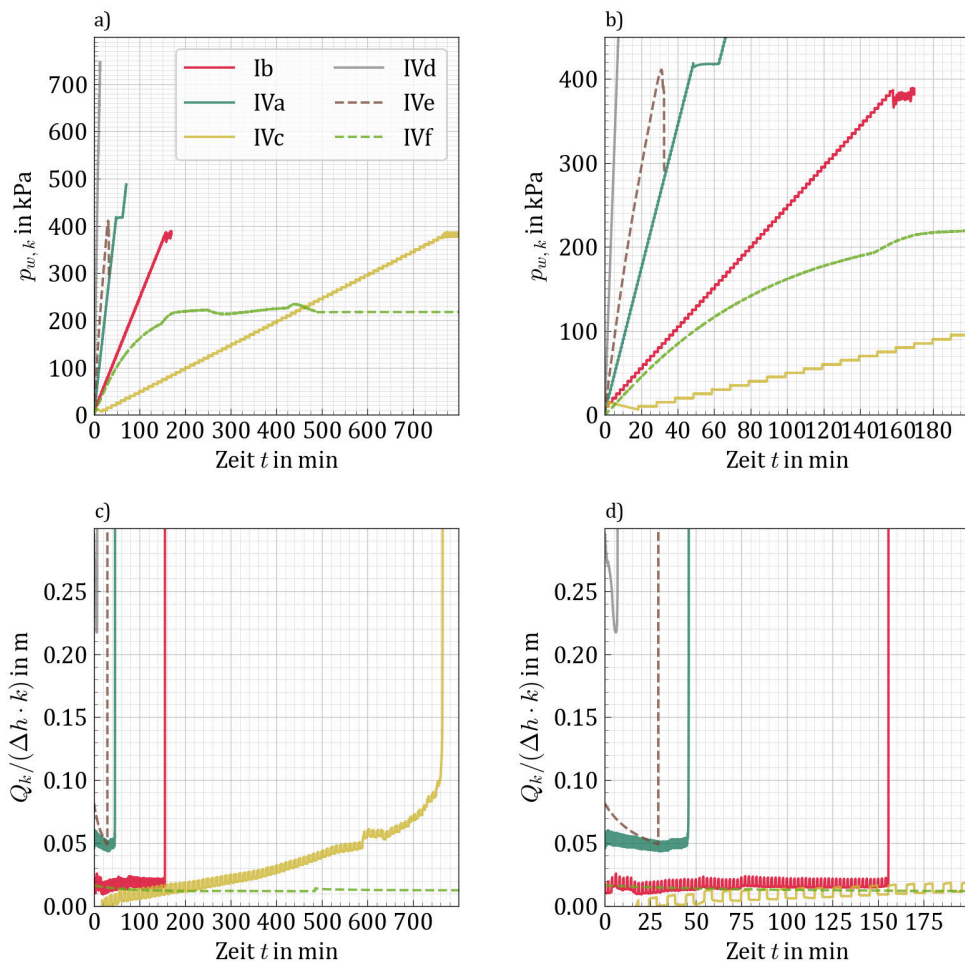 a)
p_{w,k} in kPa
700
600
500
400
300
200
100
0
0 100 200 300 400 500 600 700
Zeit t in min
Ib IVd
IVa IVe
IVc IVf
b)
p_{w,k} in kPa
400
300
200
100
0
0 20 40 60 80 100 120 140 160 180
Zeit t in min
c)
Q_k/(Δh · k) in m
0.25
0.20
0.15
0.10
0.05
0.00
0 100 200 300 400 500 600 700
Zeit t in min
d)
Q_k/(Δh · k) in m
0.25
0.20
0.15
0.10
0.05
0.00
0 25 50 75 100 125 150 175
Zeit t in min